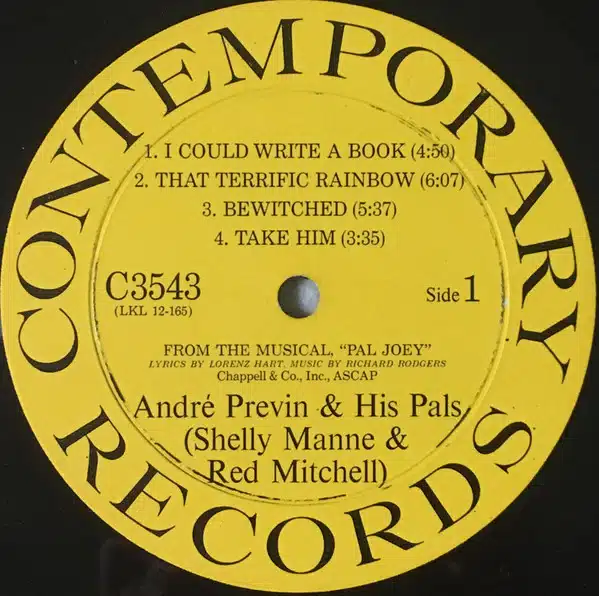 CONTEMPORARY RECORDS
1. I COULD WRITE A BOOK (4:50)
2. THAT TERRIFIC RAINBOW (6:07)
3. BEWITCHED (5:37)
4. TAKE HIM (3:35)
C3543
(LKL 12-165)
Side 1
FROM THE MUSICAL, "PAL JOEY"
LYRICS BY LORENZ HART, MUSIC BY RICHARD RODGERS
Chappell & Co., Inc., ASCAP
André Previn & His Pals
(Shelly Manne &
Red Mitchell)